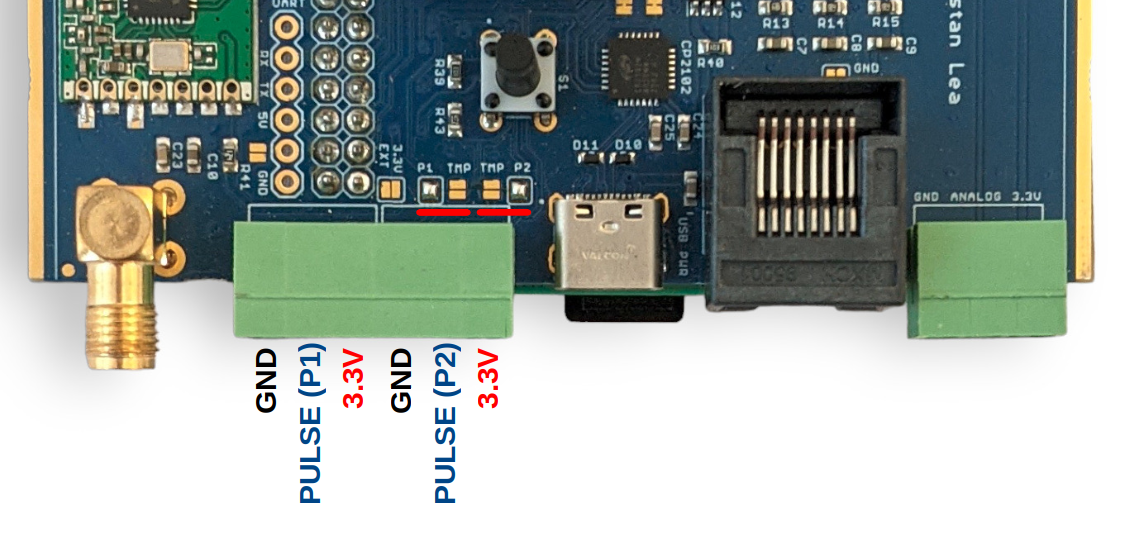 UART
12
R13
R14
R15
C7
C8
C9
R40
CP2102
GND
stan Lea
R39
S1
RX
TX
5V
GND
R43
C25
C24
D11
D10
C23
C10
R41
EXT
3.3V
P1
TMP
TMP
P2
GND ANALOG 3.3V
USB PWR
GND
PULSE (P1)
3.3V
GND
PULSE (P2)
3.3V